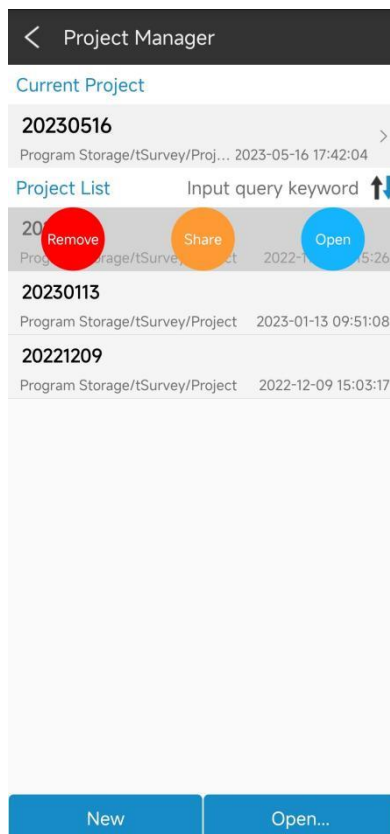 Project Manager
Current Project
20230516
Program Storage/tSurvey/Proj... 2023-05-16 17:42:04
Project List Input query keyword
Remove Share Open
20230113
Program Storage/tSurvey/Project 2023-01-13 09:51:08
20221209
Program Storage/tSurvey/Project 2022-12-09 15:03:17
New Open...